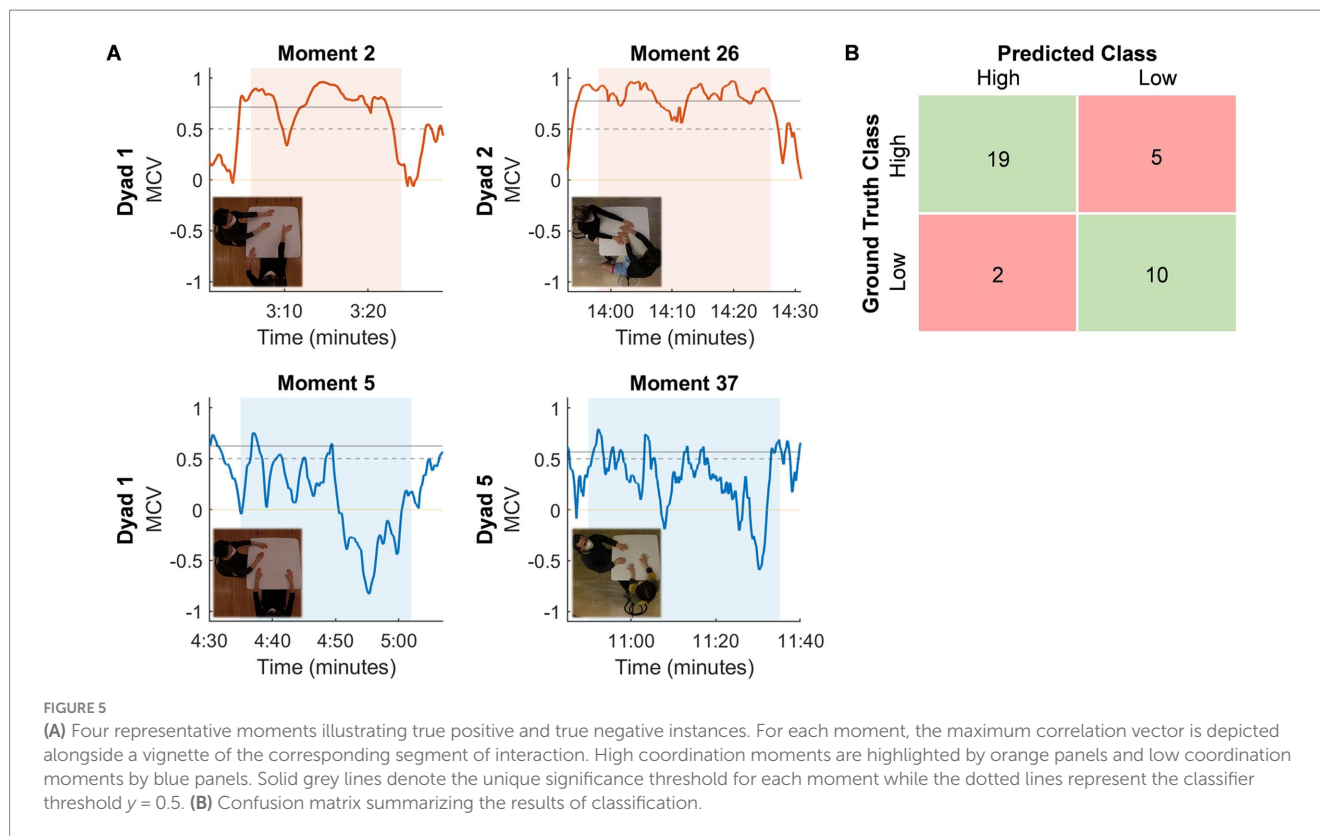 A
Moment 2
1
0.5
0
-0.5
-1
Dyad 1
MCV
3:10
3:20
Time (minutes)
Moment 26
1
0.5
0
-0.5
-1
Dyad 2
MCV
14:00
14:10
14:20
14:30
Time (minutes)
B
Predicted Class
High
Low
Ground Truth Class
High
Low
19
5
2
10
Moment 5
1
0.5
0
-0.5
-1
Dyad 1
MCV
4:30
4:40
4:50
5:00
Time (minutes)
Moment 37
1
0.5
0
-0.5
-1
Dyad 5
MCV
11:00
11:20
11:40
Time (minutes)
FIGURE 5
(A) Four representative moments illustrating true positive and true negative instances. For each moment, the maximum correlation vector is depicted
alongside a vignette of the corresponding segment of interaction. High coordination moments are highlighted by orange panels and low coordination
moments by blue panels. Solid grey lines denote the unique significance threshold for each moment while the dotted lines represent the classifier
threshold y = 0.5. (B) Confusion matrix summarizing the results of classification.